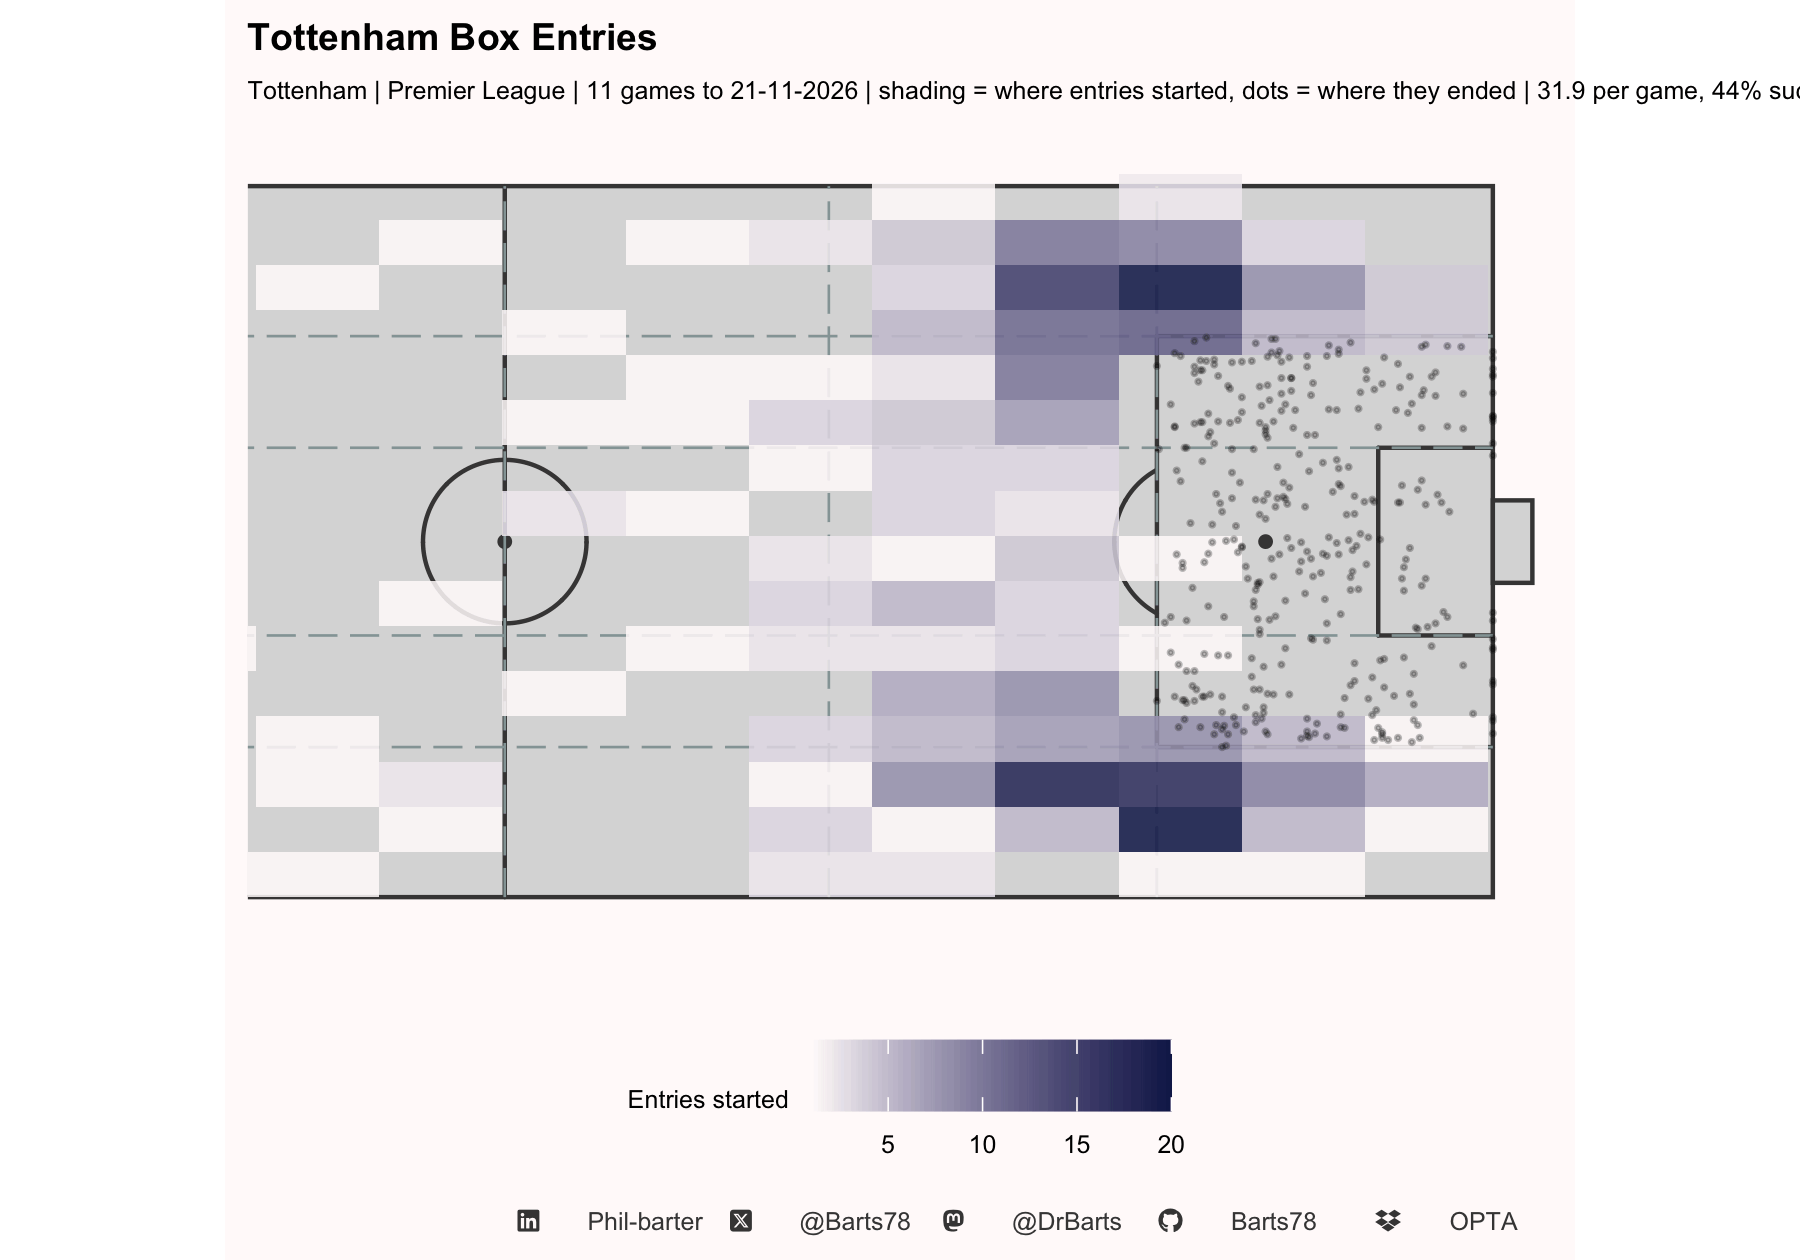 Tottenham Box Entries
Tottenham | Premier League | 11 games to 21-11-2026 | shading = where entries started, dots = where they ended | 31.9 per game, 44% suc
Entries started
5 10 15 20
Phil-barter @Barts78 @DrBarts Barts78 OPTA